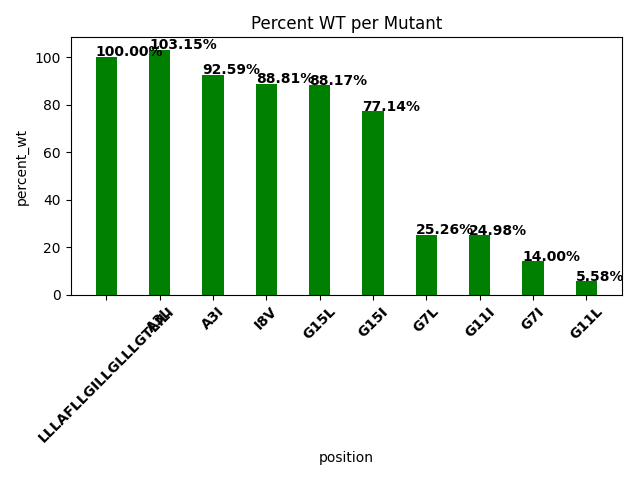 Percent WT per Mutant
percent_wt
100
80
60
40
20
0
100.00%
103.15%
92.59%
88.81%
88.17%
77.14%
25.26%
24.98%
14.00%
5.58%
A3L
A3I
I8V
G15L
G15I
G7L
G11I
G7I
G11L
position